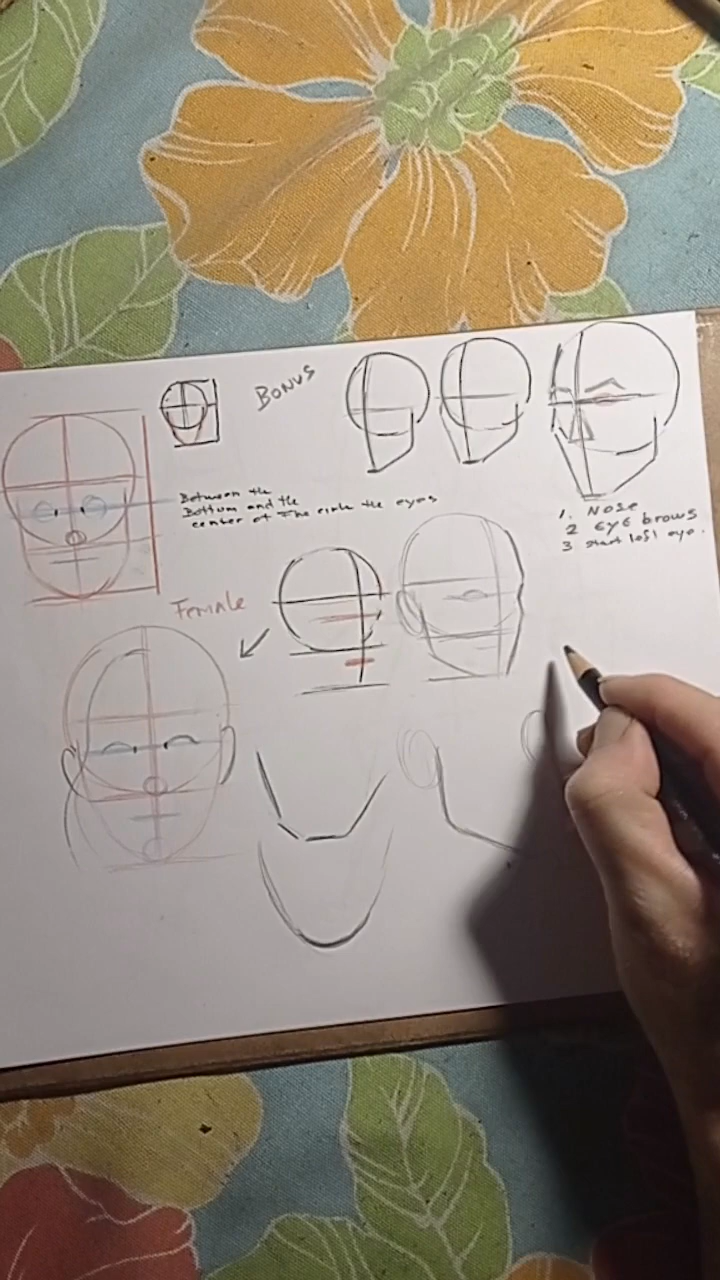 BONUS
Between the
Bottom and the
center of the circle the eyes
1. NOSE
2 EyE brows
3 start left eye.
Female